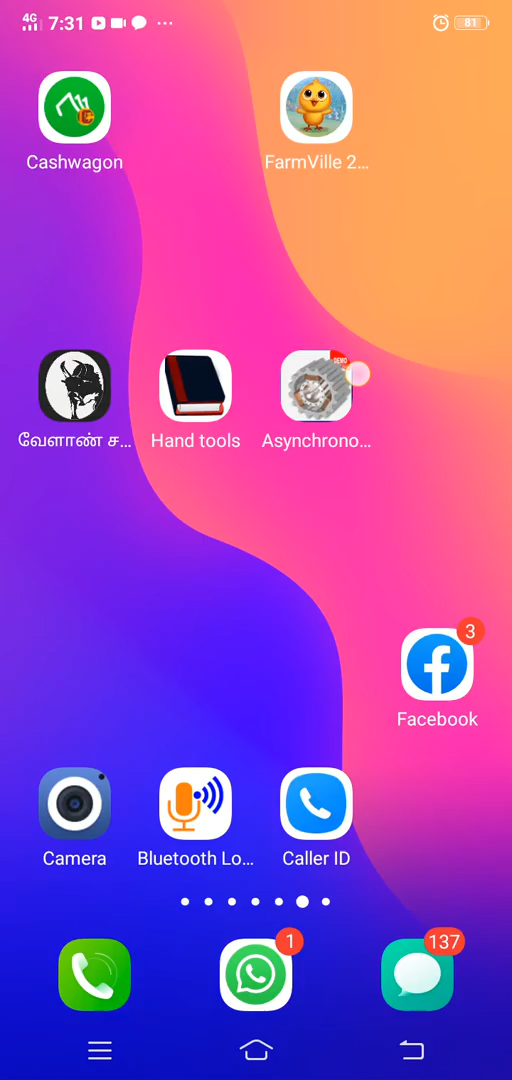 4G 7:31 81
Cashwagon
FarmVille 2...
DEMO
வேளாண் ச...
Hand tools
Asynchrono...
3
Facebook
Camera
Bluetooth Lo...
Caller ID
1
137